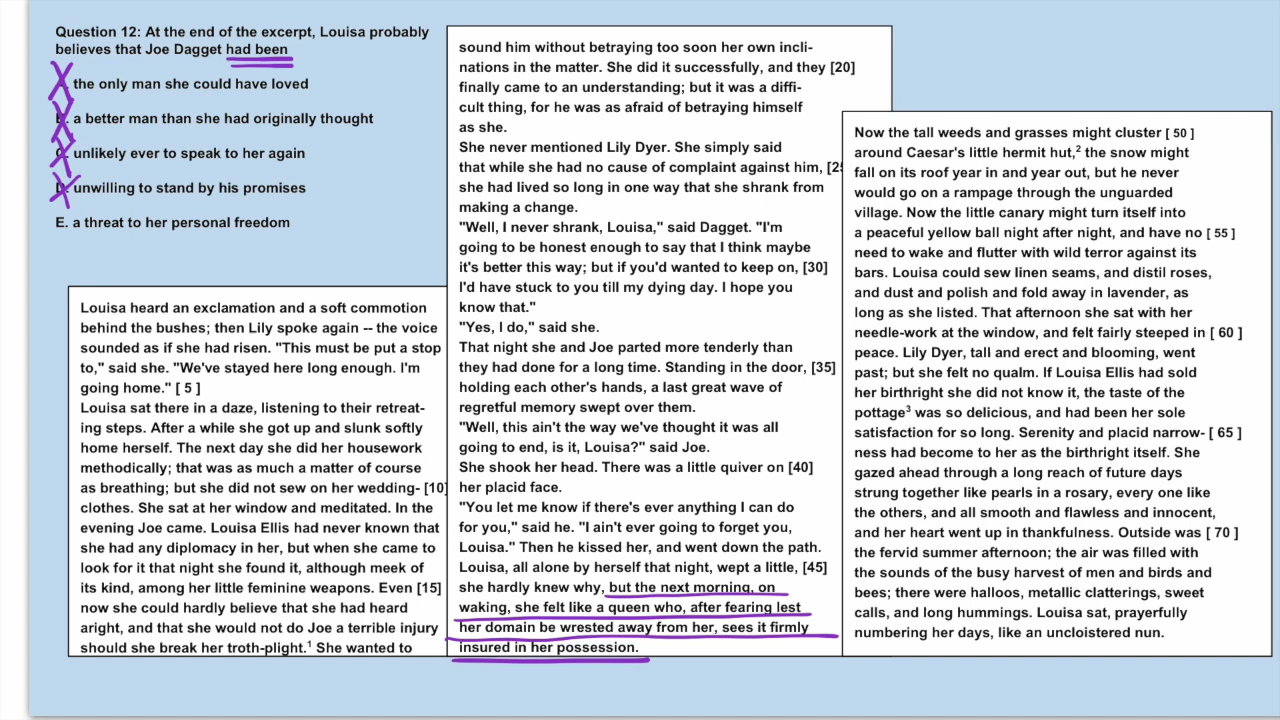 Question 12: At the end of the excerpt, Louisa probably
believes that Joe Dagget had been
A. the only man she could have loved
B. a better man than she had originally thought
C. unlikely ever to speak to her again
D. unwilling to stand by his promises
E. a threat to her personal freedom
Louisa heard an exclamation and a soft commotion
behind the bushes; then Lily spoke again -- the voice
sounded as if she had risen. "This must be put a stop
to," said she. "We've stayed here long enough. I'm
going home." [ 5 ]
Louisa sat there in a daze, listening to their retreat-
ing steps. After a while she got up and slunk softly
home herself. The next day she did her housework
methodically; that was as much a matter of course
as breathing; but she did not sew on her wedding- [10]
clothes. She sat at her window and meditated. In the
evening Joe came. Louisa Ellis had never known that
she had any diplomacy in her, but when she came to
look for it that night she found it, although meek of
its kind, among her little feminine weapons. Even [15]
now she could hardly believe that she had heard
aright, and that she would not do Joe a terrible injury
should she break her troth-plight.¹ She wanted to
sound him without betraying too soon her own incli-
nations in the matter. She did it successfully, and they [20]
finally came to an understanding; but it was a diffi-
cult thing, for he was as afraid of betraying himself
as she.
She never mentioned Lily Dyer. She simply said
that while she had no cause of complaint against him, [25
she had lived so long in one way that she shrank from
making a change.
"Well, I never shrank, Louisa," said Dagget. "I'm
going to be honest enough to say that I think maybe
it's better this way; but if you'd wanted to keep on, [30]
I'd have stuck to you till my dying day. I hope you
know that."
"Yes, I do," said she.
That night she and Joe parted more tenderly than
they had done for a long time. Standing in the door, [35]
holding each other's hands, a last great wave of
regretful memory swept over them.
"Well, this ain't the way we've thought it was all
going to end, is it, Louisa?" said Joe.
She shook her head. There was a little quiver on [40]
her placid face.
"You let me know if there's ever anything I can do
for you," said he. "I ain't ever going to forget you,
Louisa." Then he kissed her, and went down the path.
Louisa, all alone by herself that night, wept a little, [45]
she hardly knew why, but the next morning, on
waking, she felt like a queen who, after fearing lest
her domain be wrested away from her, sees it firmly
insured in her possession.
Now the tall weeds and grasses might cluster [ 50 ]
around Caesar's little hermit hut,² the snow might
fall on its roof year in and year out, but he never
would go on a rampage through the unguarded
village. Now the little canary might turn itself into
a peaceful yellow ball night after night, and have no [ 55 ]
need to wake and flutter with wild terror against its
bars. Louisa could sew linen seams, and distil roses,
and dust and polish and fold away in lavender, as
long as she listed. That afternoon she sat with her
needle-work at the window, and felt fairly steeped in [ 60 ]
peace. Lily Dyer, tall and erect and blooming, went
past; but she felt no qualm. If Louisa Ellis had sold
her birthright she did not know it, the taste of the
pottage³ was so delicious, and had been her sole
satisfaction for so long. Serenity and placid narrow- [ 65 ]
ness had become to her as the birthright itself. She
gazed ahead through a long reach of future days
strung together like pearls in a rosary, every one like
the others, and all smooth and flawless and innocent,
and her heart went up in thankfulness. Outside was [ 70 ]
the fervid summer afternoon; the air was filled with
the sounds of the busy harvest of men and birds and
bees; there were halloos, metallic clatterings, sweet
calls, and long hummings. Louisa sat, prayerfully
numbering her days, like an uncloistered nun.